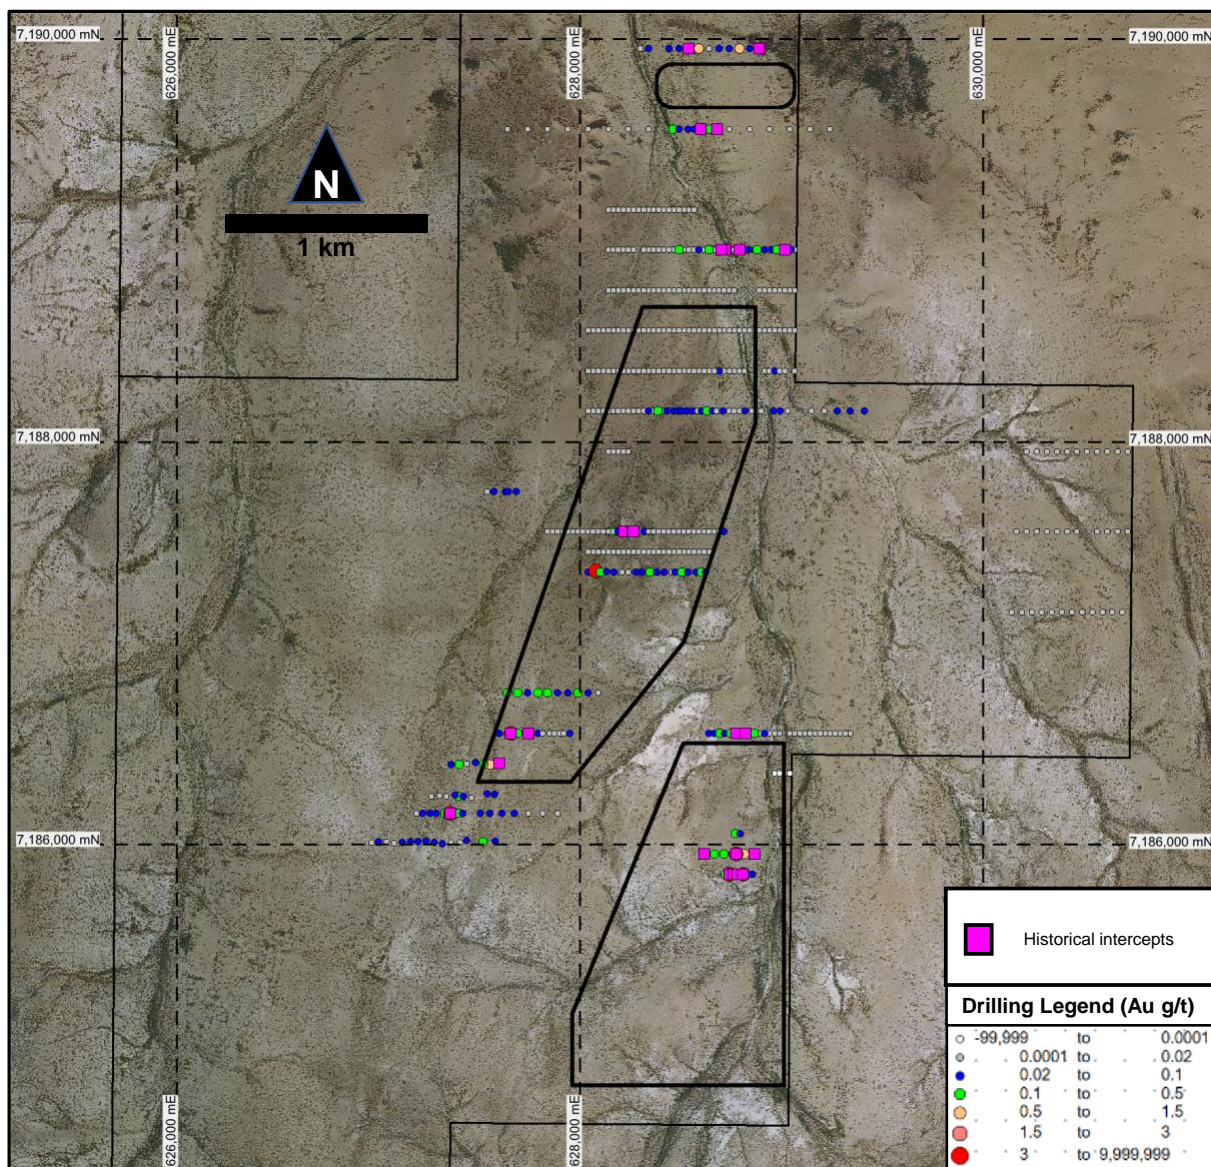 7,190,000 mN
626,000 mE
628,000 mE
630,000 mE
7,190,000 mN
N
1 km
7,188,000 mN
7,188,000 mN
7,186,000 mN
626,000 mE
628,000 mE
Historical intercepts
Drilling Legend (Au g/t)
-99,999 to 0.0001
0.0001 to 0.02
0.02 to 0.1
0.1 to 0.5
0.5 to 1.5
1.5 to 3
3 to 9,999,999